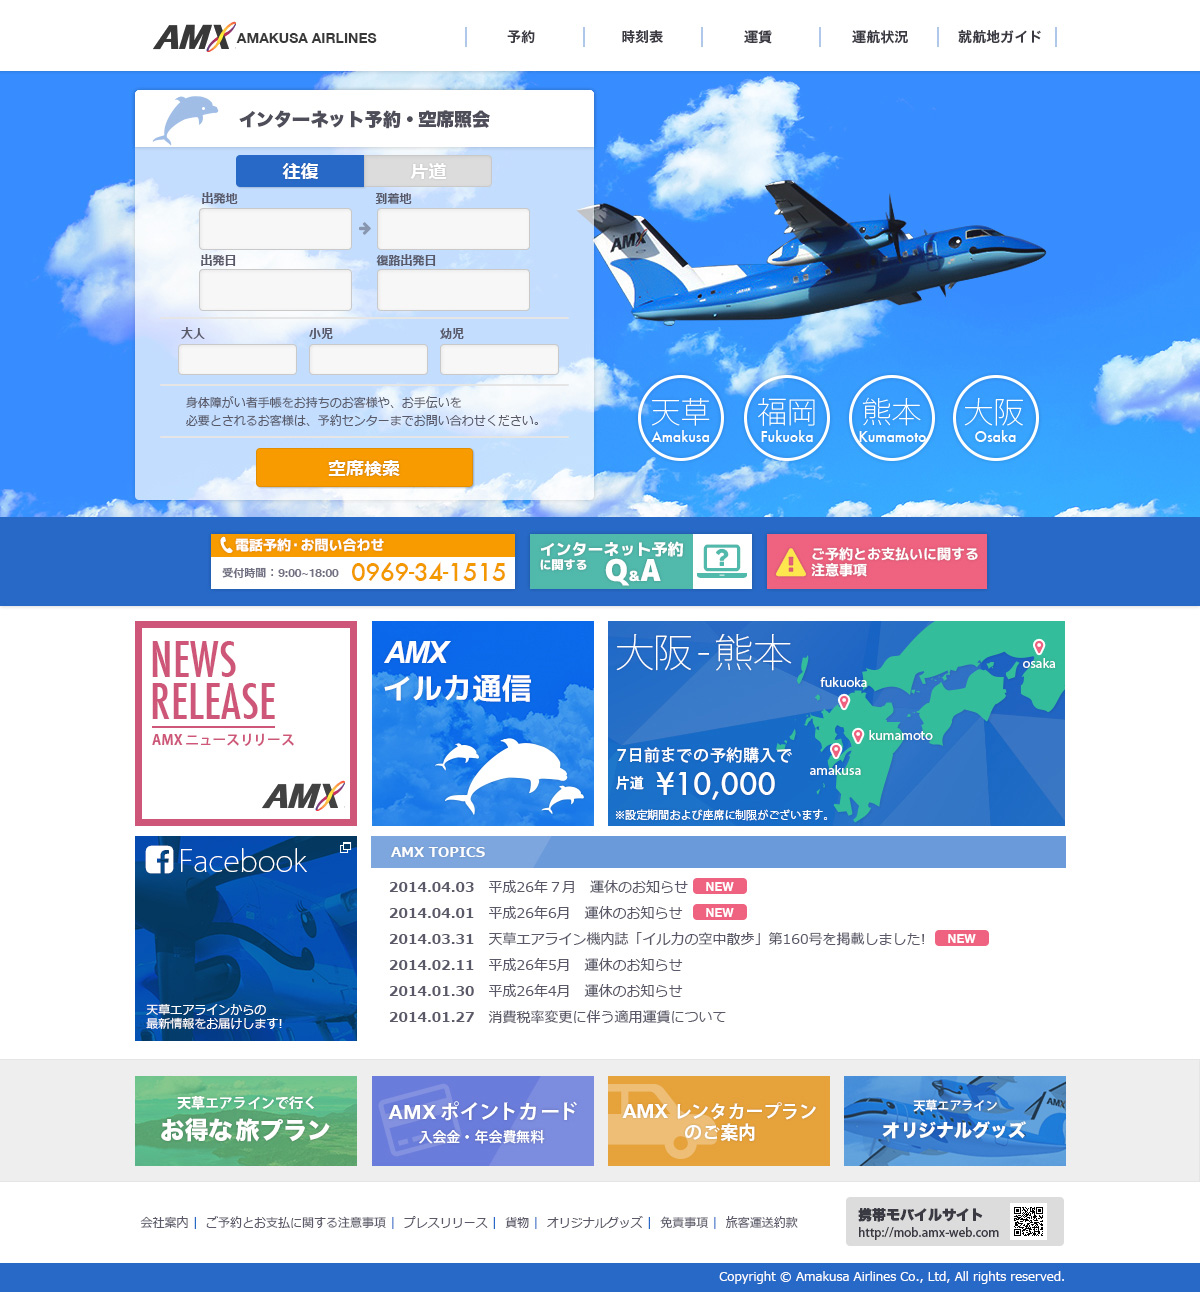 AMX AMAKUSA AIRLINES
予約
時刻表
運賃
運航状況
就航地ガイド
インターネット予約・空席照会
往復
片道
出発地
到着地
出発日
復路出発日
大人
小児
幼児
身体障がい者手帳をお持ちのお客様や、お手伝いを
必要とされるお客様は、予約センターまでお問い合わせください。
空席検索
AMX
天草
Amakusa
福岡
Fukuoka
熊本
Kumamoto
大阪
Osaka
電話予約・お問い合わせ
受付時間:9:00~18:00 0969-34-1515
インターネット予約
に関する Q&A
?
ご予約とお支払いに関する
注意事項
NEWS
RELEASE
AMX ニュースリリース
AMX
AMX
イルカ通信
大阪-熊本
osaka
fukuoka
kumamoto
amakusa
7日前までの予約購入で
片道 ¥10,000
※設定期間および座席に制限がございます。
Facebook
天草エアラインからの
最新情報をお届けします!
AMX TOPICS
2014.04.03 平成26年７月　運休のお知らせ NEW
2014.04.01 平成26年6月　運休のお知らせ NEW
2014.03.31 天草エアライン機内誌「イルカの空中散歩」第160号を掲載しました! NEW
2014.02.11 平成26年5月　運休のお知らせ
2014.01.30 平成26年4月　運休のお知らせ
2014.01.27 消費税率変更に伴う適用運賃について
天草エアラインで行く
お得な旅プラン
AMX ポイントカード
入会金・年会費無料
AMX レンタカープラン
のご案内
天草エアライン
オリジナルグッズ
AMX
会社案内 | ご予約とお支払に関する注意事項 | プレスリリース | 貨物 | オリジナルグッズ | 免責事項 | 旅客運送約款
携帯モバイルサイト
http://mob.amx-web.com
Copyright © Amakusa Airlines Co., Ltd, All rights reserved.